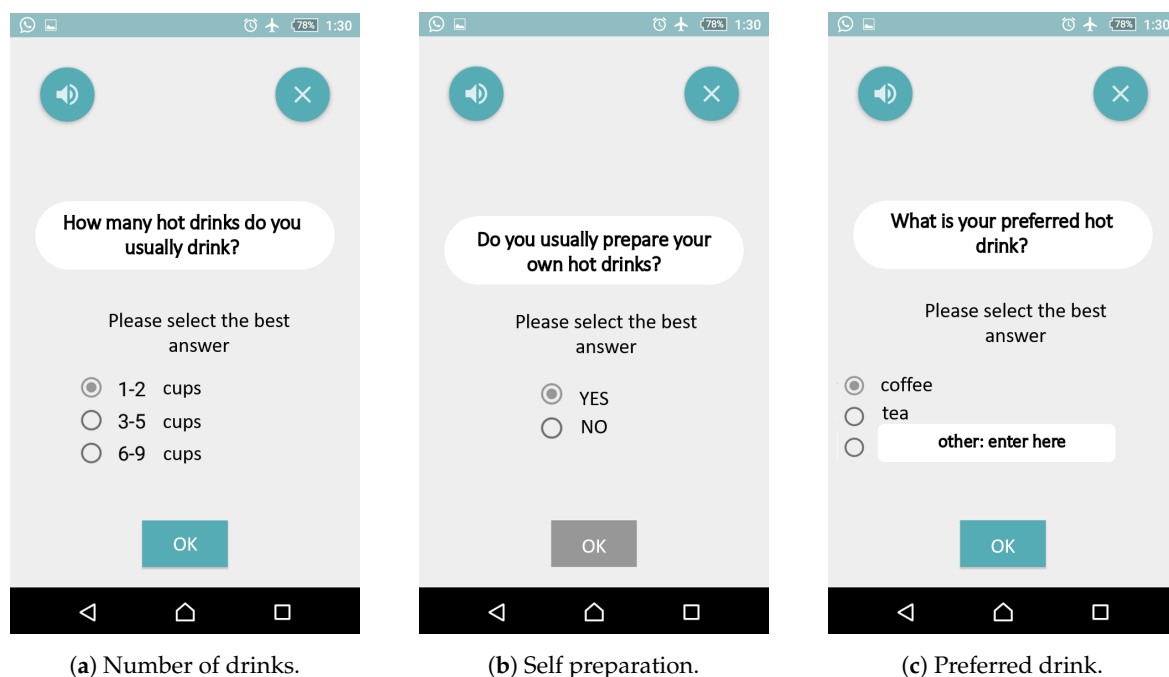 78% 1:30
How many hot drinks do you
usually drink?
Please select the best
answer
1-2 cups
3-5 cups
6-9 cups
OK
(a) Number of drinks.
78% 1:30
Do you usually prepare your
own hot drinks?
Please select the best
answer
YES
NO
OK
(b) Self preparation.
78% 1:30
What is your preferred hot
drink?
Please select the best
answer
coffee
tea
other: enter here
OK
(c) Preferred drink.